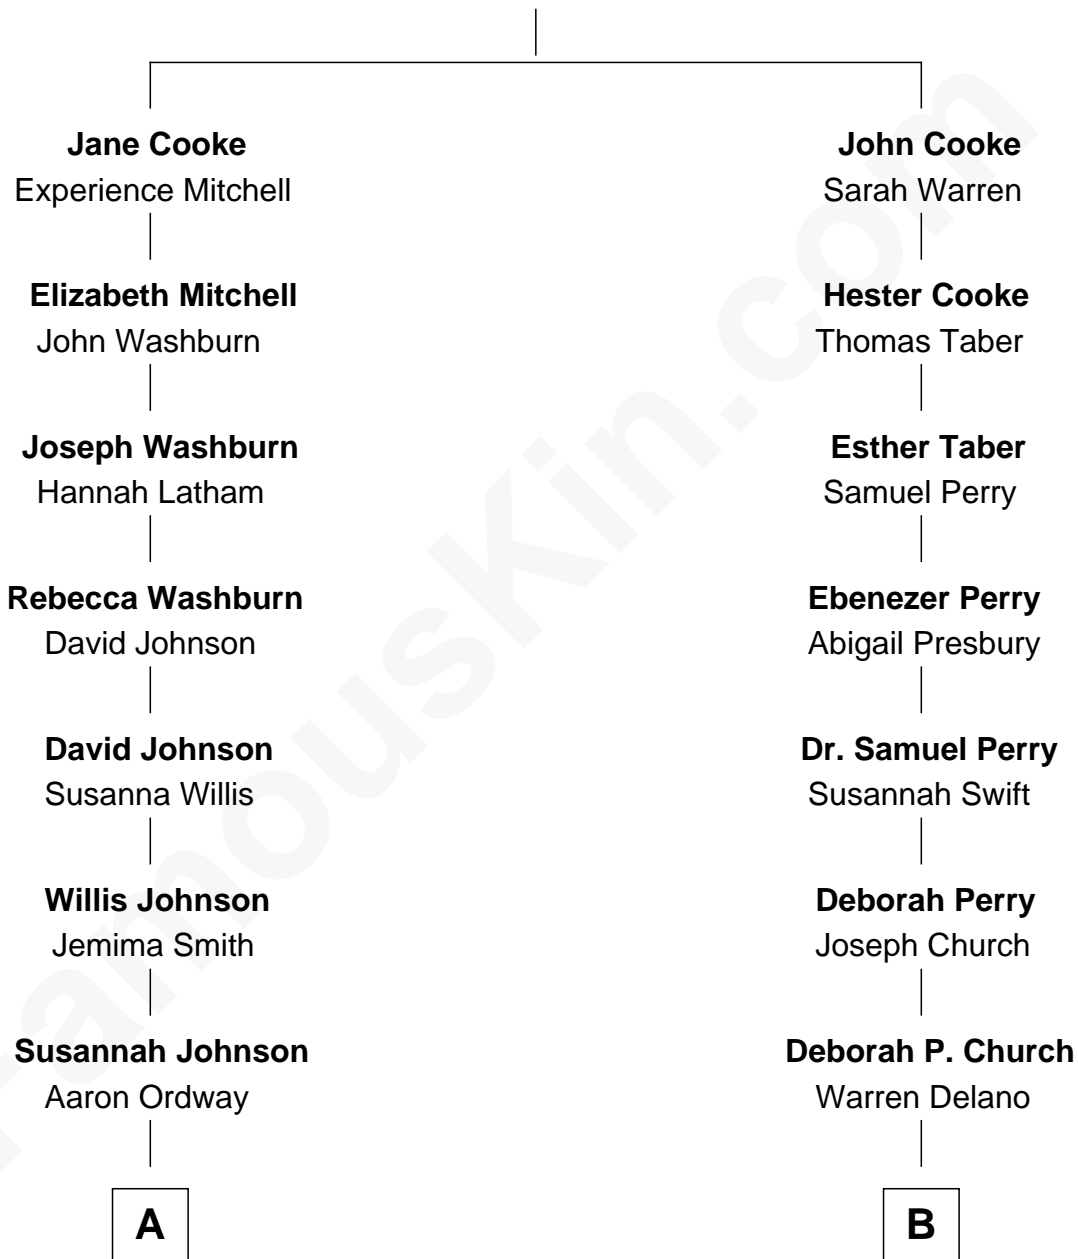 Jane Cooke
Experience Mitchell
Elizabeth Mitchell
John Washburn
Joseph Washburn
Hannah Latham
Rebecca Washburn
David Johnson
David Johnson
Susanna Willis
Willis Johnson
Jemima Smith
Susannah Johnson
Aaron Ordway
A
John Cooke
Sarah Warren
Hester Cooke
Thomas Taber
Esther Taber
Samuel Perry
Ebenezer Perry
Abigail Presbury
Dr. Samuel Perry
Susannah Swift
Deborah Perry
Joseph Church
Deborah P. Church
Warren Delano
B
FamousKin.com